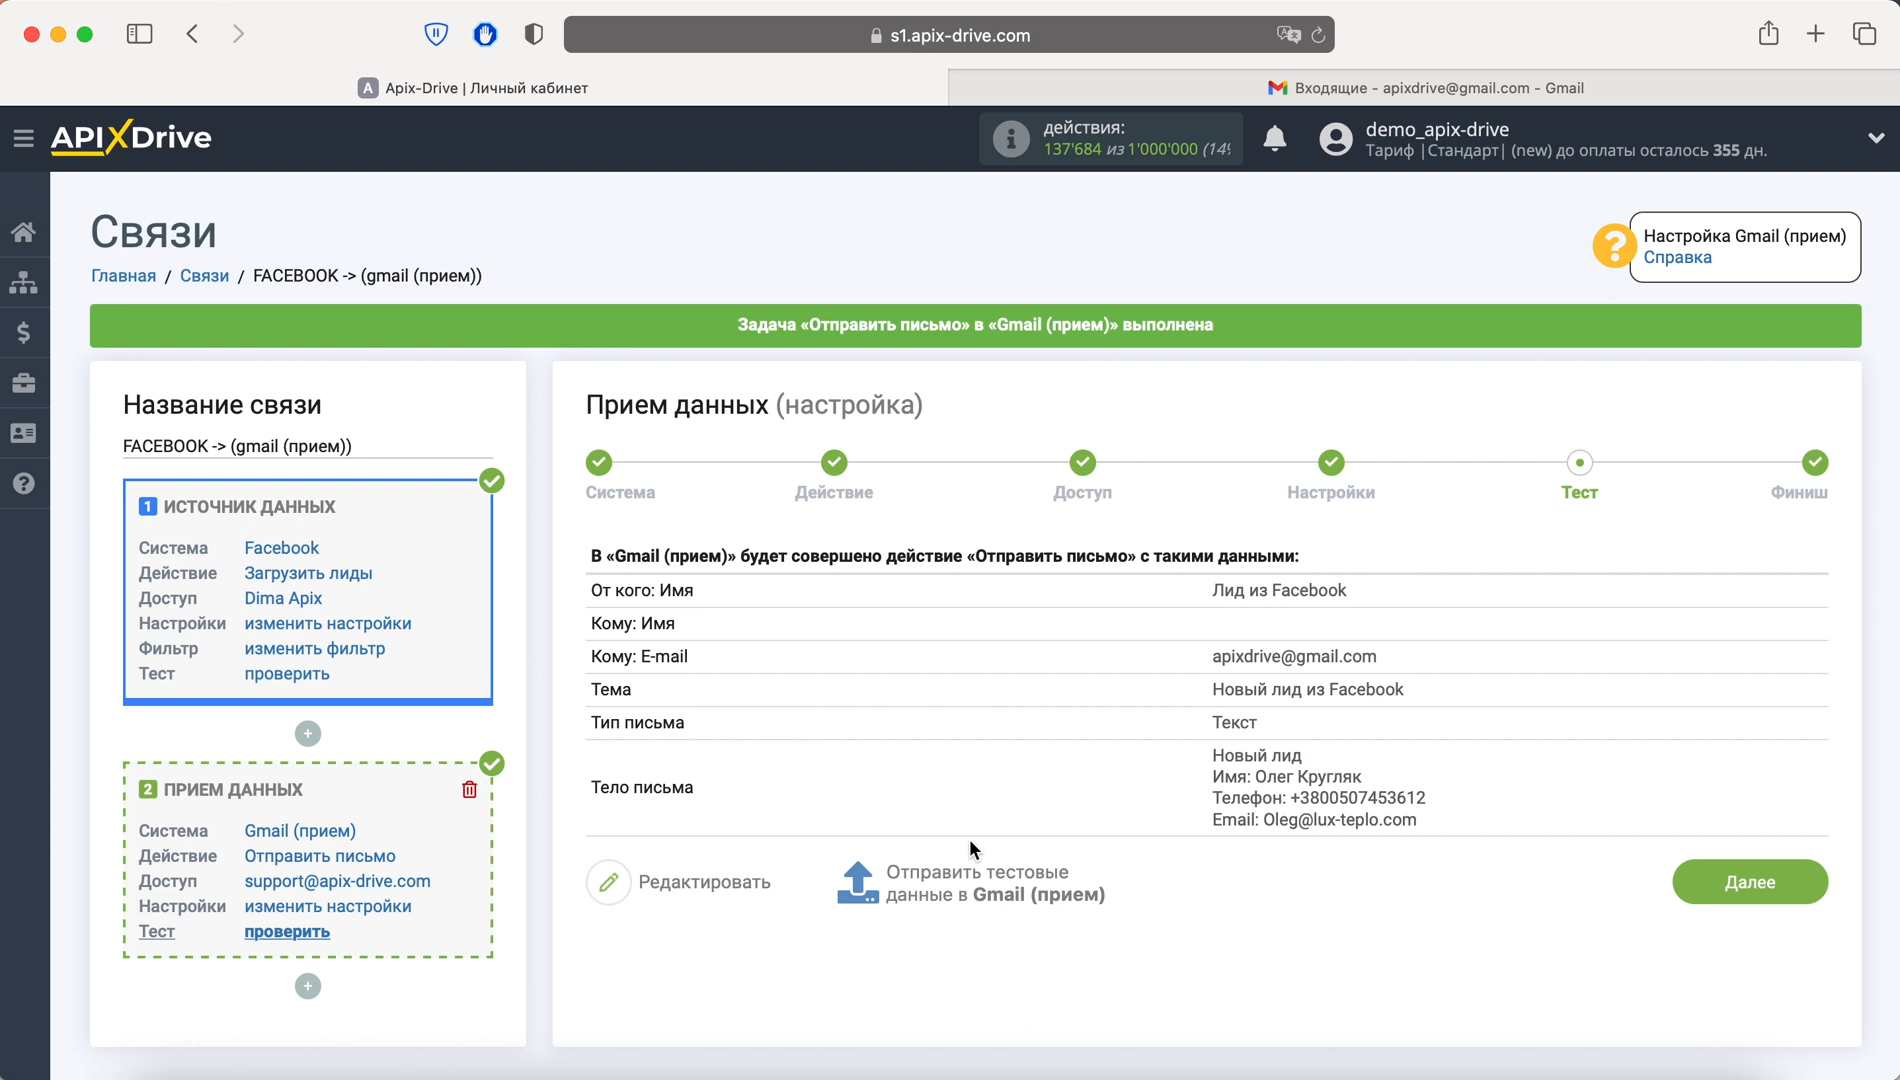 s1.apix-drive.com
A Apix-Drive | Личный кабинет
Входящие - apixdrive@gmail.com - Gmail
APIXDrive
действия:
137'684 из 1'000'000 (14%
demo_apix-drive
Тариф |Стандарт| (new) до оплаты осталось 355 дн.
Связи
Главная / Связи / FACEBOOK -> (gmail (прием))
Настройка Gmail (прием)
Справка
Задача «Отправить письмо» в «Gmail (прием)» выполнена
Название связи
FACEBOOK -> (gmail (прием))
1 ИСТОЧНИК ДАННЫХ
Система Facebook
Действие Загрузить лиды
Доступ Dima Apix
Настройки изменить настройки
Фильтр изменить фильтр
Тест проверить
2 ПРИЕМ ДАННЫХ
Система Gmail (прием)
Действие Отправить письмо
Доступ support@apix-drive.com
Настройки изменить настройки
Тест проверить
Прием данных (настройка)
Система Действие Доступ Настройки Тест Финиш
В «Gmail (прием)» будет совершено действие «Отправить письмо» с такими данными:
От кого: Имя Лид из Facebook
Кому: Имя
Кому: E-mail apixdrive@gmail.com
Тема Новый лид из Facebook
Тип письма Текст
Тело письма
Новый лид
Имя: Олег Кругляк
Телефон: +3800507453612
Email: Oleg@lux-teplo.com
Редактировать
Отправить тестовые
данные в Gmail (прием)
Далее